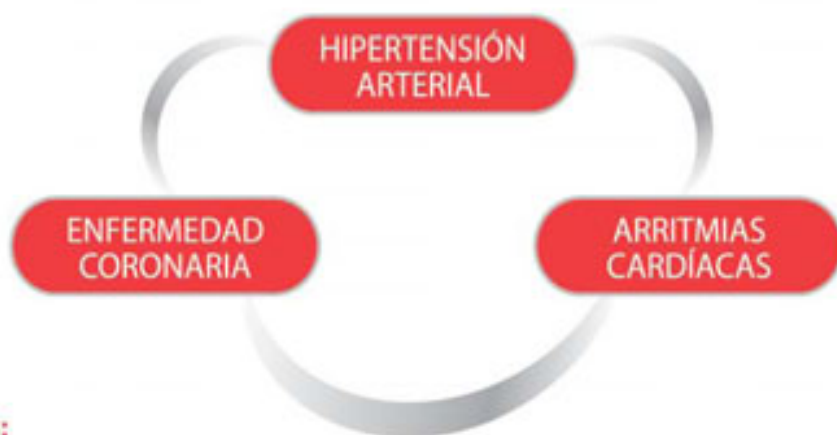 HIPERTENSIÓN
ARTERIAL
ENFERMEDAD
CORONARIA
ARRITMIAS
CARDÍACAS